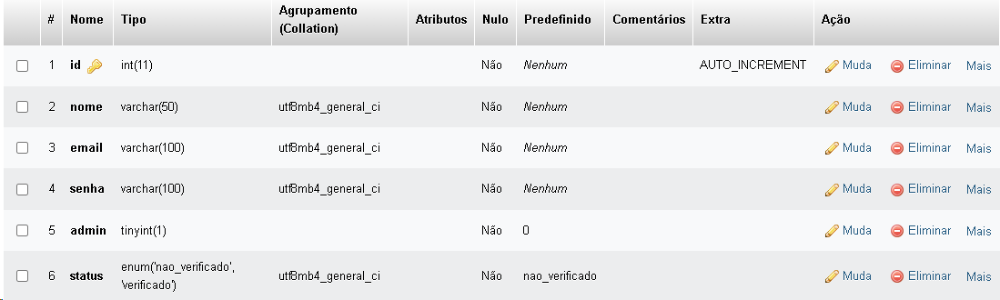 # Nome Tipo Agrupamento (Collation) Atributos Nulo Predefinido Comentários Extra Ação
1 id int(11) Não Nenhum AUTO_INCREMENT Muda Eliminar Mais
2 nome varchar(50) utf8mb4_general_ci Não Nenhum Muda Eliminar Mais
3 email varchar(100) utf8mb4_general_ci Não Nenhum Muda Eliminar Mais
4 senha varchar(100) utf8mb4_general_ci Não Nenhum Muda Eliminar Mais
5 admin tinyint(1) Não 0 Muda Eliminar Mais
6 status enum('nao_verificado', 'verificado') utf8mb4_general_ci Não nao_verificado Muda Eliminar Mais